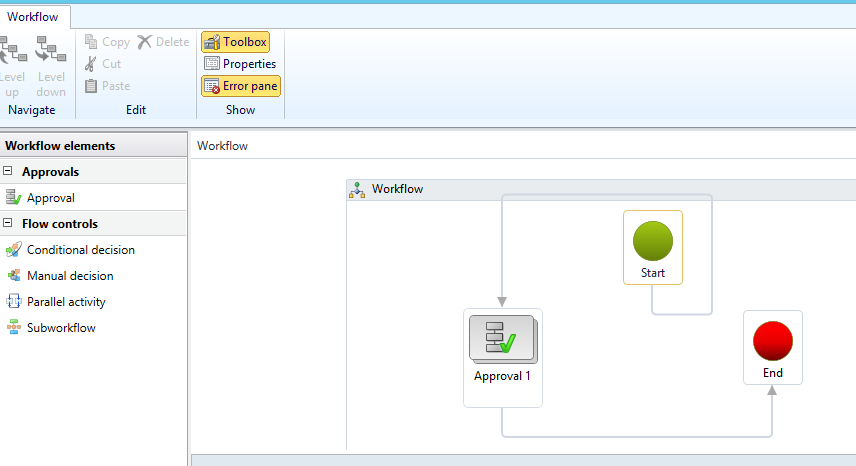 Workflow
Copy
Delete
Cut
Paste
Level up
Level down
Toolbox
Properties
Error pane
Navigate
Edit
Show
Workflow elements
Approvals
Approval
Flow controls
Conditional decision
Manual decision
Parallel activity
Subworkflow
Workflow
Workflow
Start
Approval 1
End